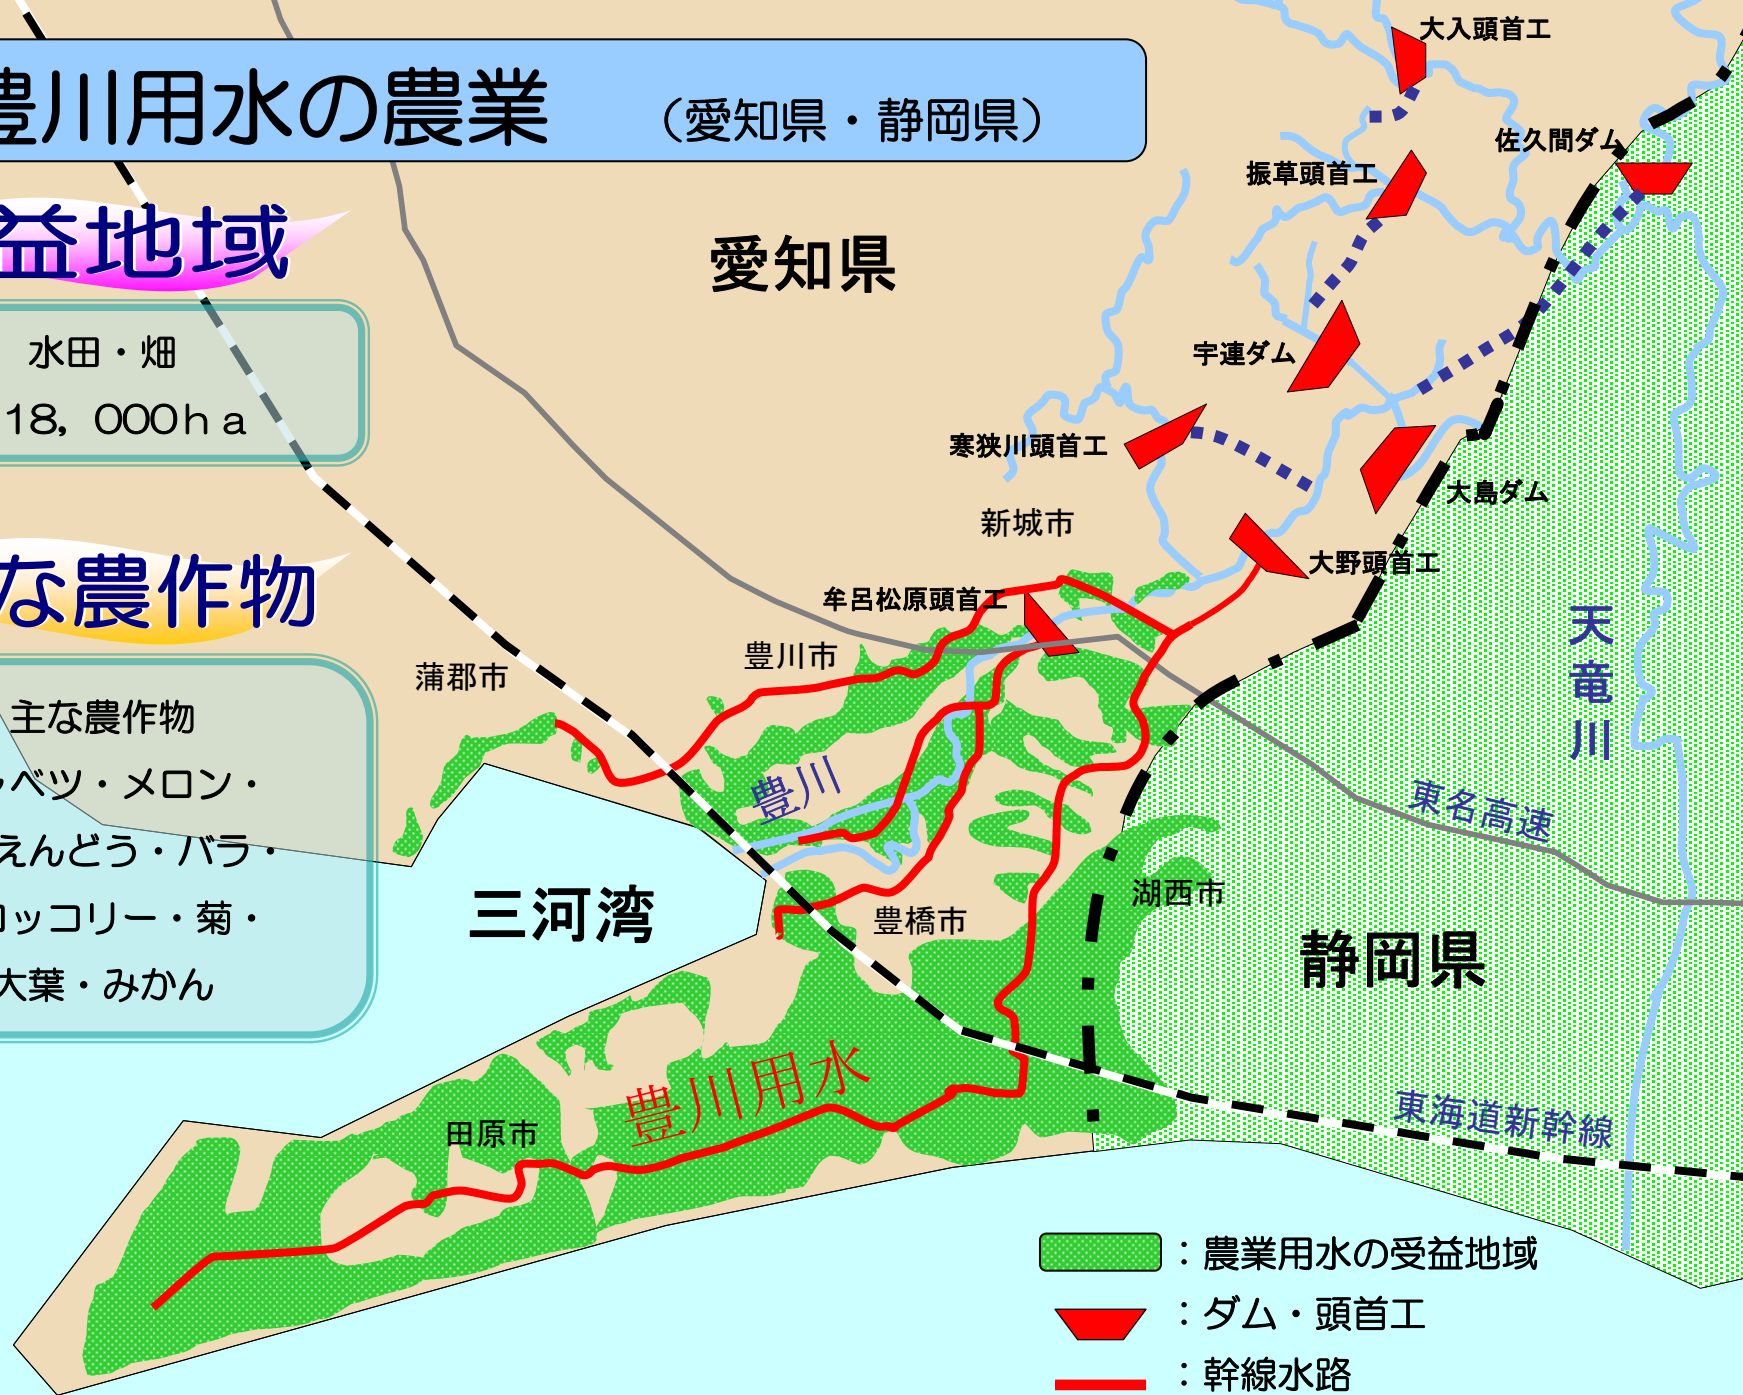 大入頭首工
豊川用水の農業 （愛知県・静岡県）
佐久間ダム
振草頭首工
益地域
愛知県
水田・畑
宇連ダム
18，000ｈａ
寒狭川頭首工
大島ダム
新城市
大野頭首工
な農作物
牟呂松原頭首工
天竜川
豊川市
蒲郡市
主な農作物
ベツ・メロン・
豊川
東名高速
えんどう・バラ・
湖西市
三河湾
豊橋市
ロッコリー・菊・
静岡県
大葉・みかん
豊川用水
東海道新幹線
田原市
：農業用水の受益地域
：ダム・頭首工
：幹線水路